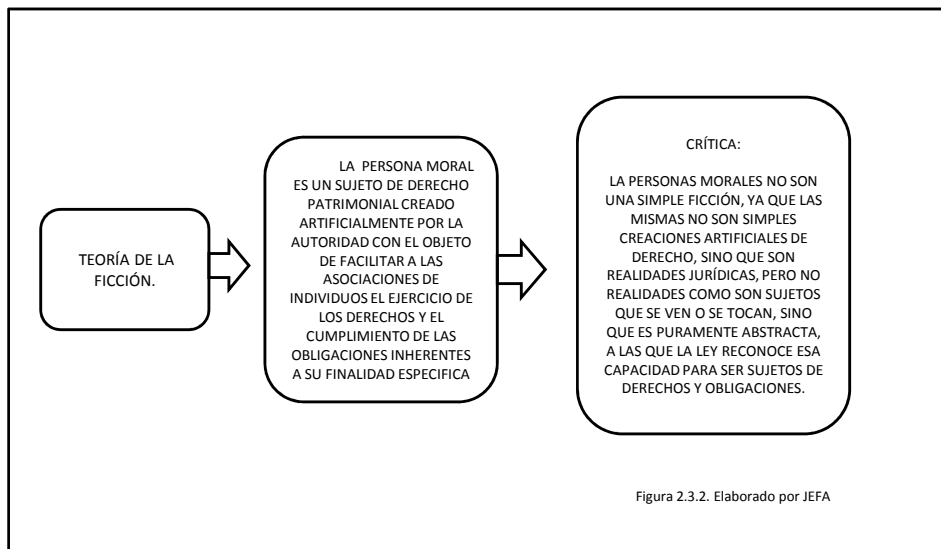 TEORÍA DE LA
FICCIÓN.
LA PERSONA MORAL
ES UN SUJETO DE DERECHO
PATRIMONIAL CREADO
ARTIFICIALMENTE POR LA
AUTORIDAD CON EL OBJETO
DE FACILITAR A LAS
ASOCIACIONES DE
INDIVIDUOS EL EJERCICIO DE
LOS DERECHOS Y EL
CUMPLIMIENTO DE LAS
OBLIGACIONES INHERENTES
A SU FINALIDAD ESPECIFICA
CRÍTICA:
LA PERSONAS MORALES NO SON
UNA SIMPLE FICCIÓN, YA QUE LAS
MISMAS NO SON SIMPLES
CREACIONES ARTIFICIALES DE
DERECHO, SINO QUE SON
REALIDADES JURÍDICAS, PERO NO
REALIDADES COMO SON SUJETOS
QUE SE VEN O SE TOCAN, SINO
QUE ES PURAMENTE ABSTRACTA,
A LAS QUE LA LEY RECONOCE ESA
CAPACIDAD PARA SER SUJETOS DE
DERECHOS Y OBLIGACIONES.
Figura 2.3.2. Elaborado por JEFA